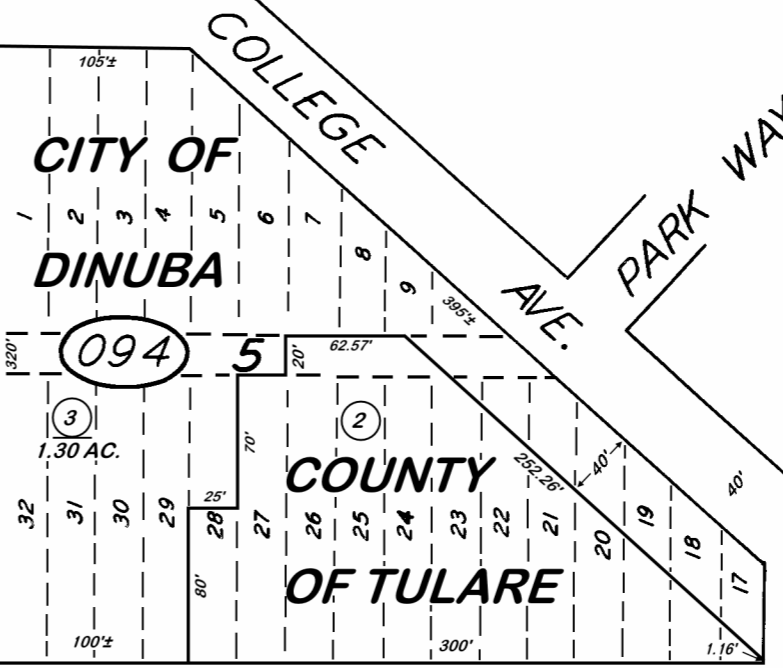 COLLEGE
AVE.
PARK WAY
105'±
CITY OF
1 2 3 4 5 6 7 8 9
DINUBA
395'±
320'
094
5
20'
62.57'
3
1.30 AC.
2
70'
COUNTY
252.26'
40'
40'
25'
32 31 30 29 28 27 26 25 24 23 22 21 20 19 18 17
80'
OF TULARE
100'±
300'
1.16'